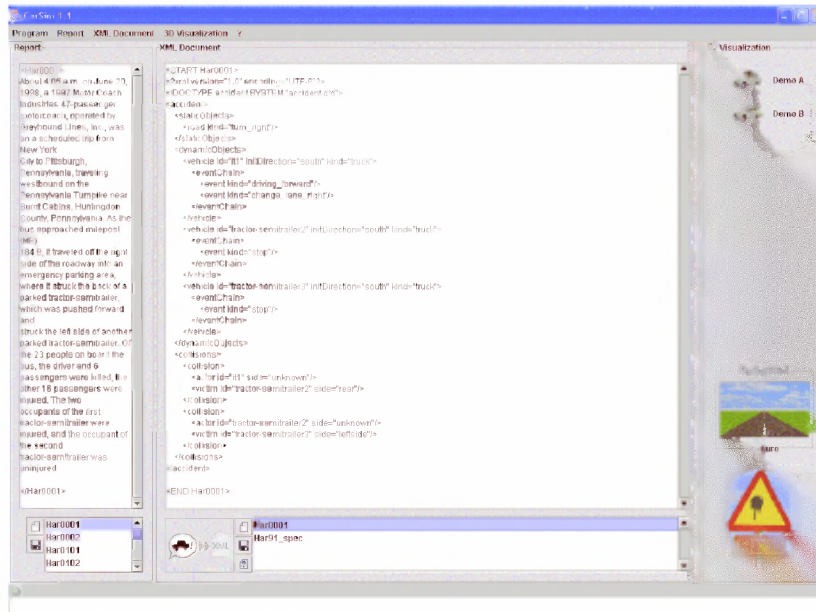 CarSim 1.1
Program Report XML Document 3D Visualization ?
Report
<Har0001>
About 4:05 a.m. on June 20,
1998, a 1997 Motor Coach
Industries 47-passenger
motorcoach, operated by
Greyhound Lines, Inc., was
on a scheduled trip from
New York
City to Pittsburgh,
Pennsylvania, traveling
westbound on the
Pennsylvania Turnpike near
Burnt Cabins, Huntingdon
County, Pennsylvania. As the
bus approached milepost
(MP)
184.9, it traveled off the right
side of the roadway into an
emergency parking area,
where it struck the back of a
parked tractor-semitrailer,
which was pushed forward
and
struck the left side of another
parked tractor-semitrailer. Of
the 23 people on board the
bus, the driver and 6
passengers were killed, the
other 16 passengers were
injured. The two
occupants of the first
tractor-semitrailer were
injured, and the occupant of
the second
tractor-semitrailer was
uninjured
</Har0001>
Har0001
Har0002
Har0101
Har0102
XML Document
<START Har0001>
<?xml version="1.0" encoding="UTF-8"?>
<!DOCTYPE accident SYSTEM "accident.dtd">
<accident>
<staticObjects>
<road kind="turn_right"/>
</staticObjects>
<dynamicObjects>
<vehicle id="it1" initDirection="south" kind="truck">
<eventChain>
<event kind="driving_forward"/>
<event kind="change_lane_right"/>
</eventChain>
</vehicle>
<vehicle id="tractor-semitrailer2" initDirection="south" kind="truck">
<eventChain>
<event kind="stop"/>
</eventChain>
</vehicle>
<vehicle id="tractor-semitrailer3" initDirection="south" kind="truck">
<eventChain>
<event kind="stop"/>
</eventChain>
</vehicle>
</dynamicObjects>
<collisions>
<collision>
<actor id="it1" side="unknown"/>
<victim id="tractor-semitrailer2" side="rear"/>
</collision>
<collision>
<actor id="tractor-semitrailer2" side="unknown"/>
<victim id="tractor-semitrailer3" side="leftside"/>
</collision>
</collisions>
</accident>
<END Har0001>
XML
Har0001
Har91_spec
Visualization
Demo A
Demo B
Background